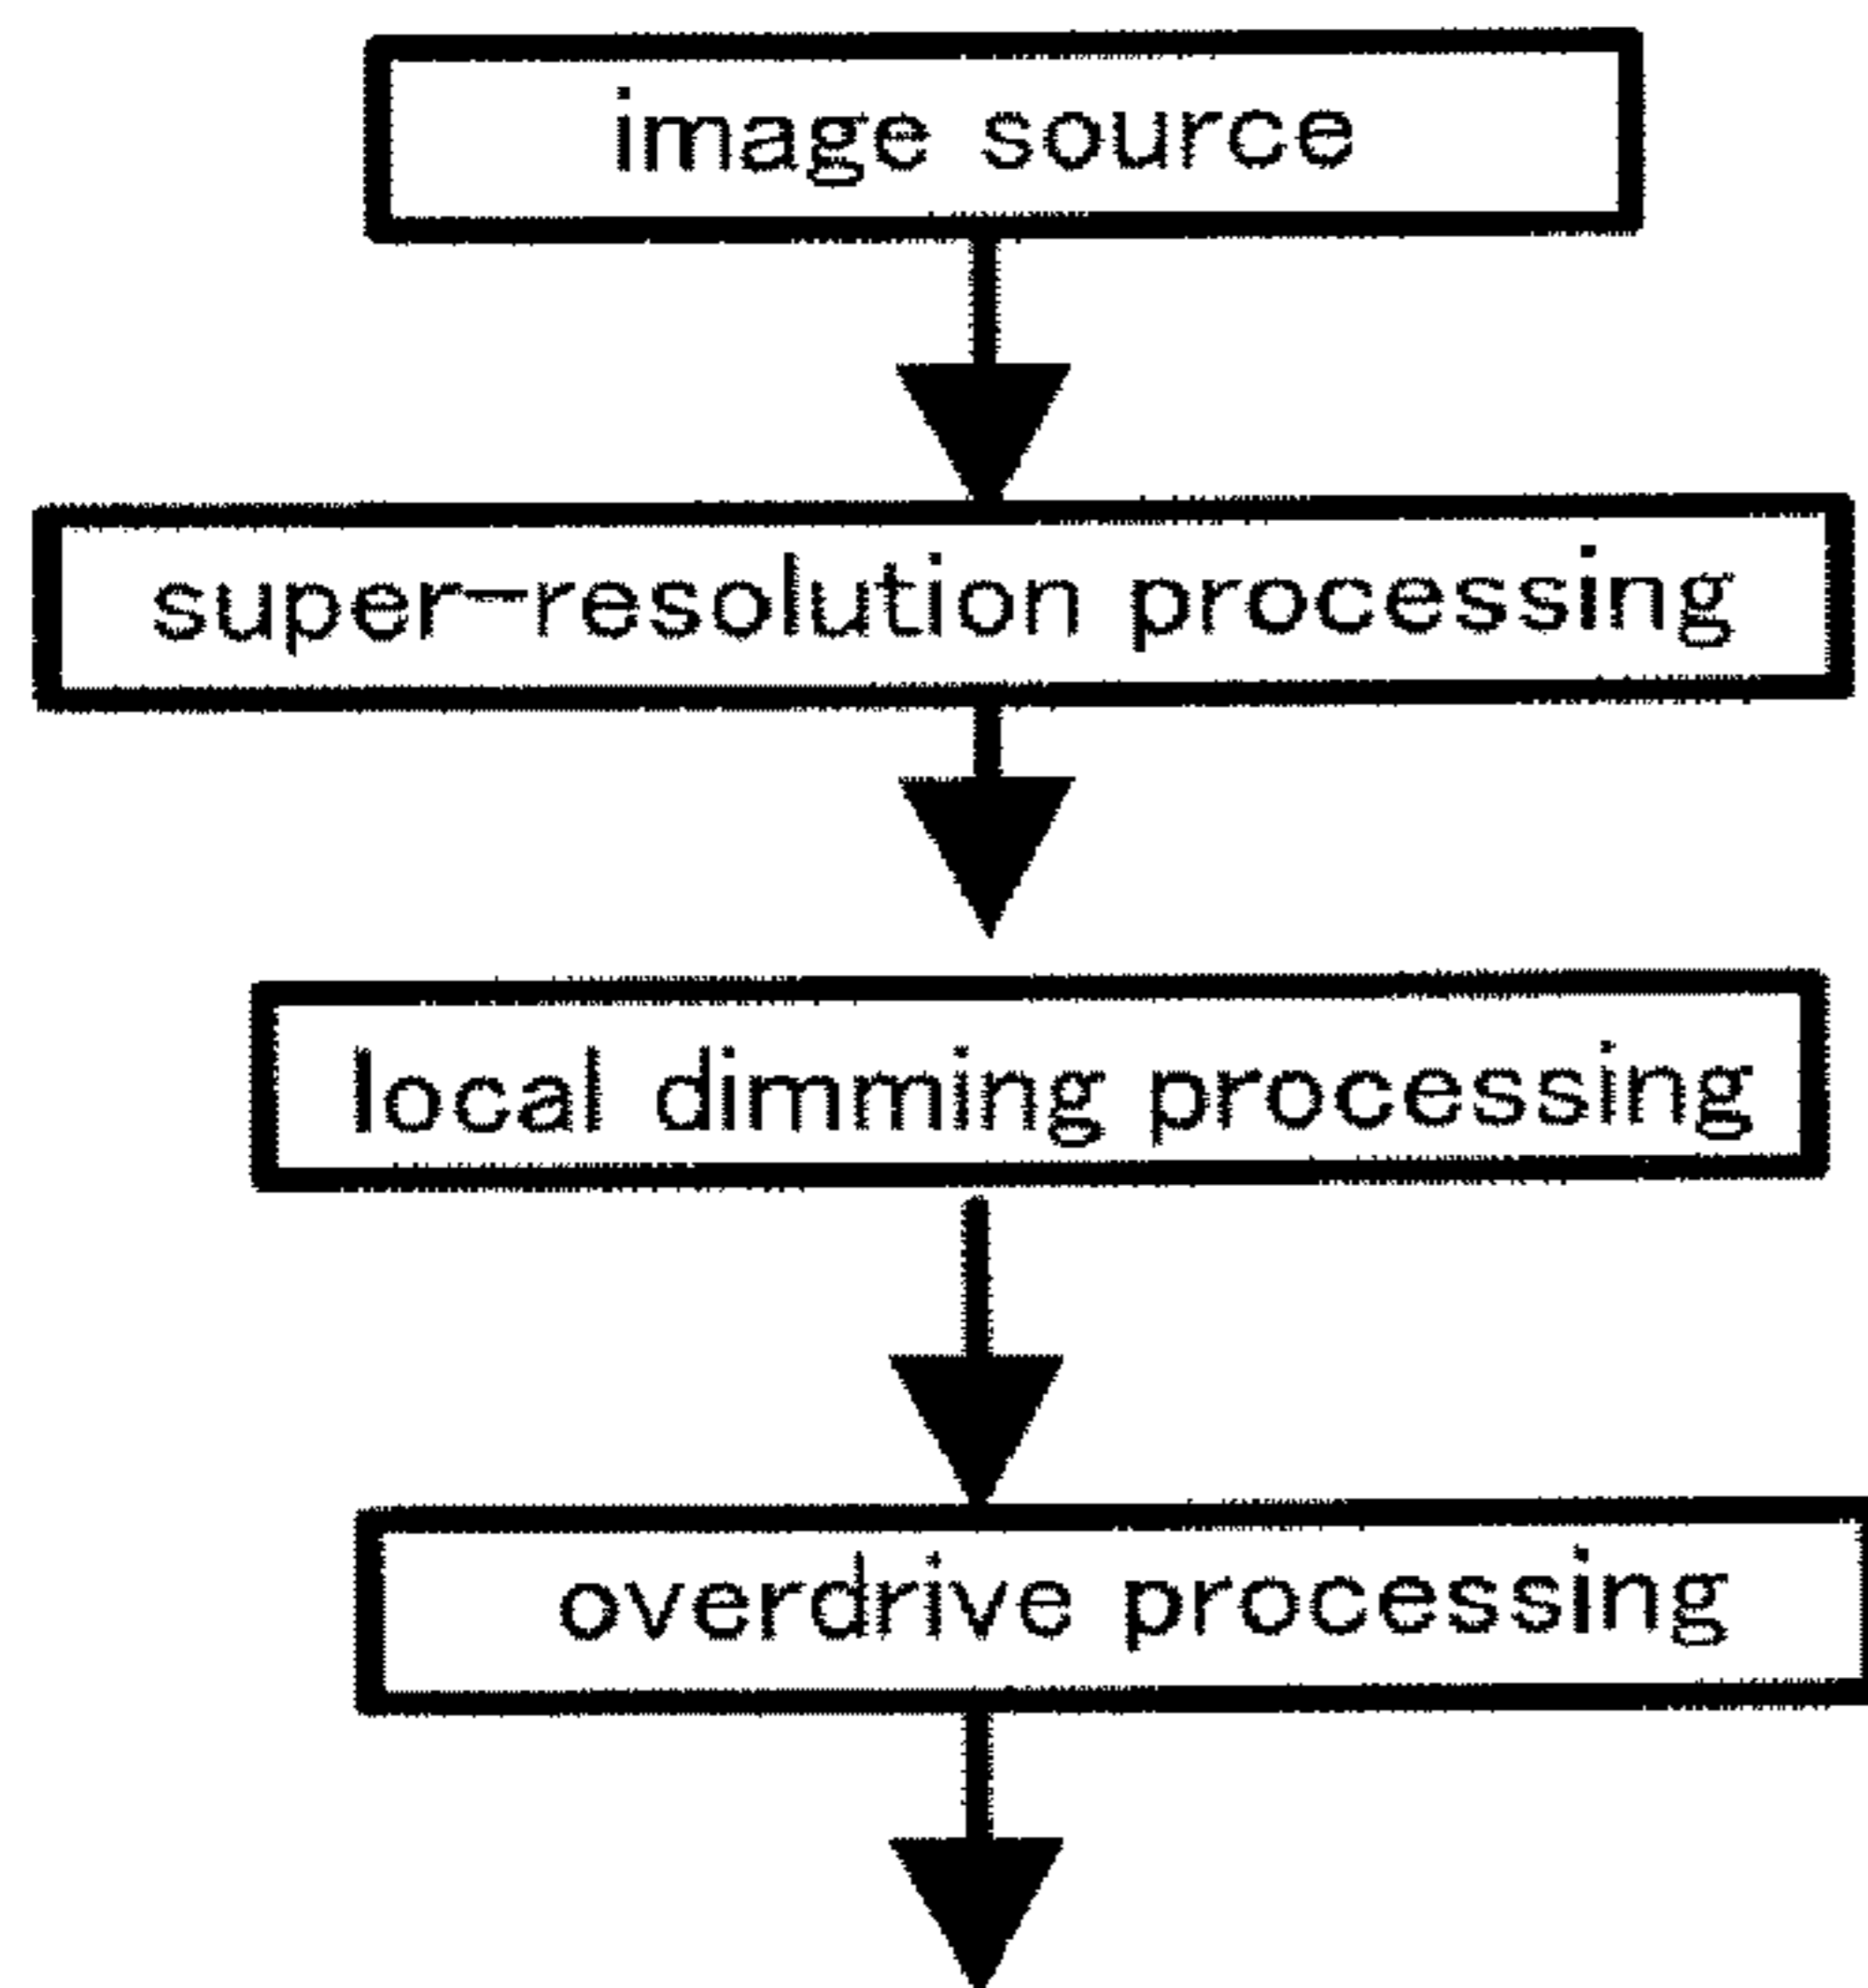 image source
super-resolution processing
local dimming processing
overdrive processing